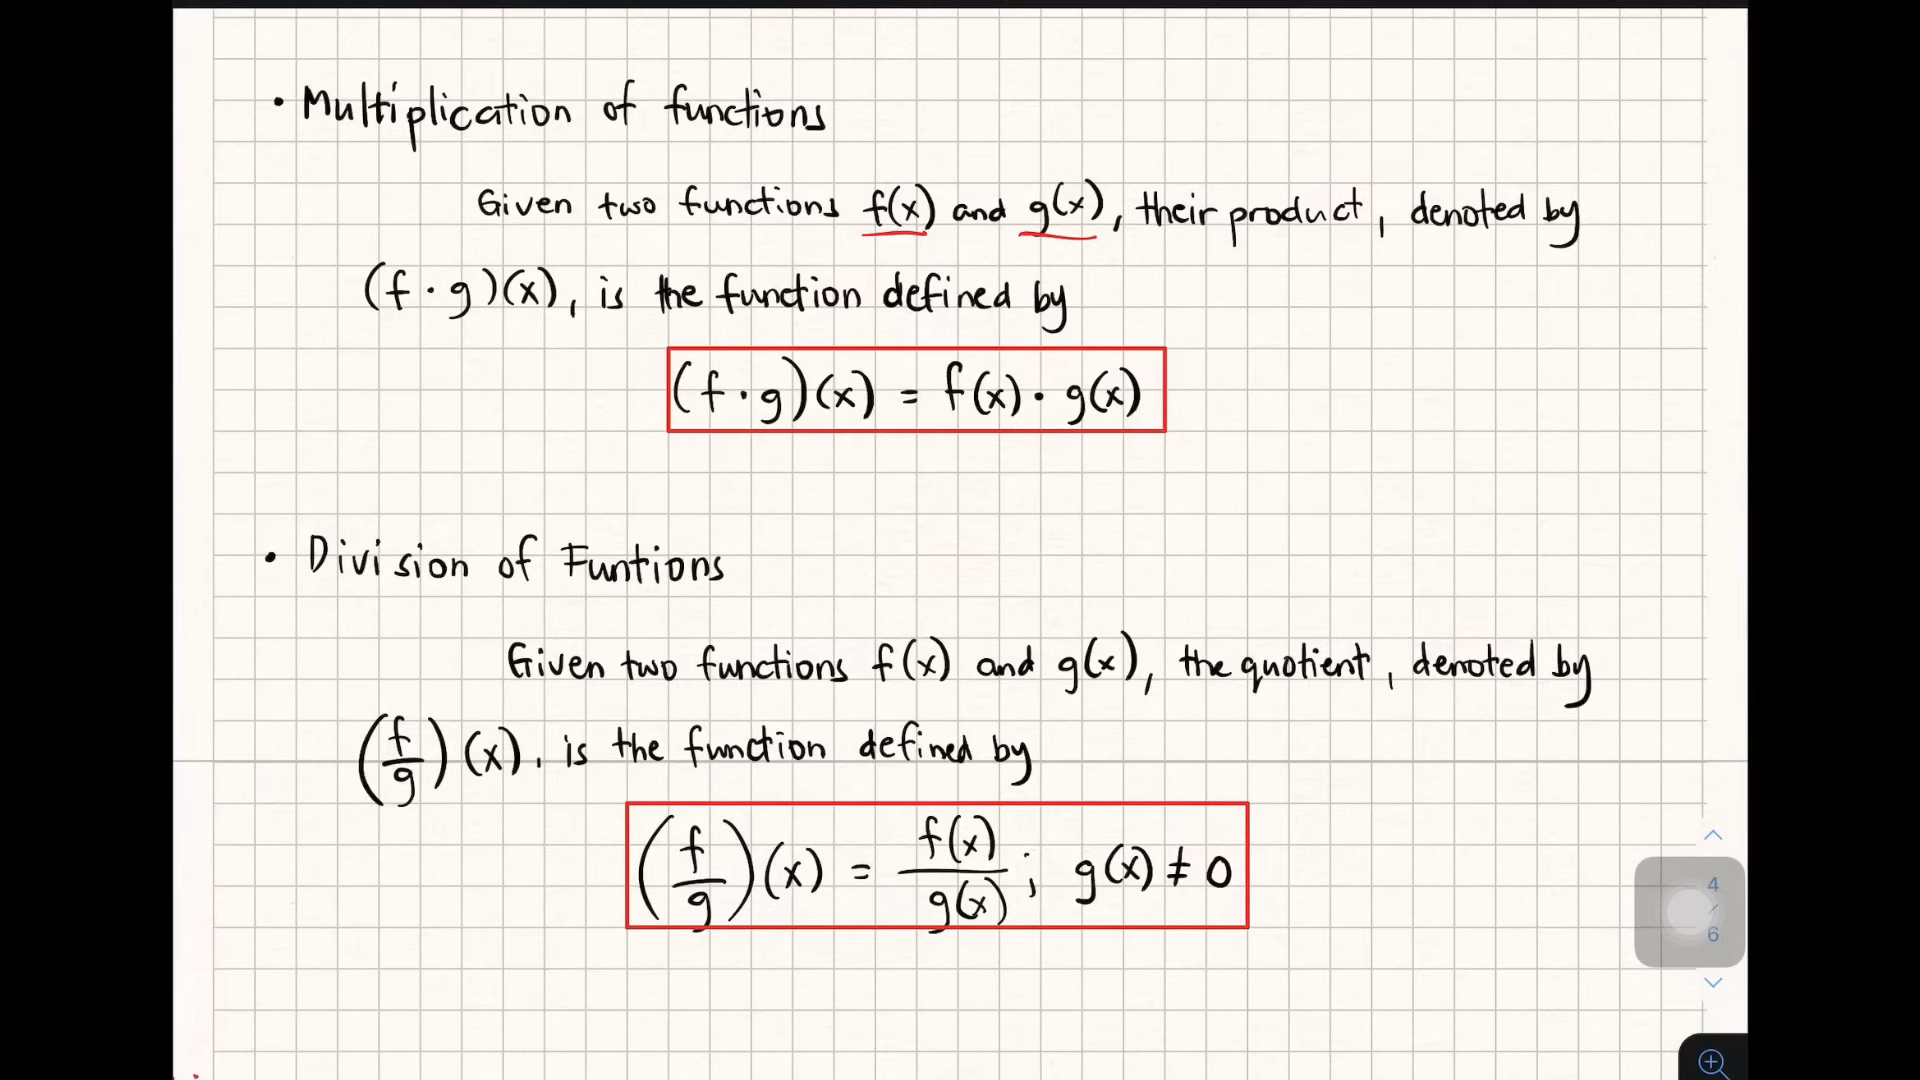 • Multiplication of functions
Given two functions f(x) and g(x), their product, denoted by
(f · g)(x), is the function defined by
(f · g)(x) = f(x) · g(x)
• Division of Funtions
Given two functions f(x) and g(x), the quotient, denoted by
(f/g)(x), is the function defined by
(f/g)(x) = f(x)/g(x); g(x) ≠ 0
4
/
6